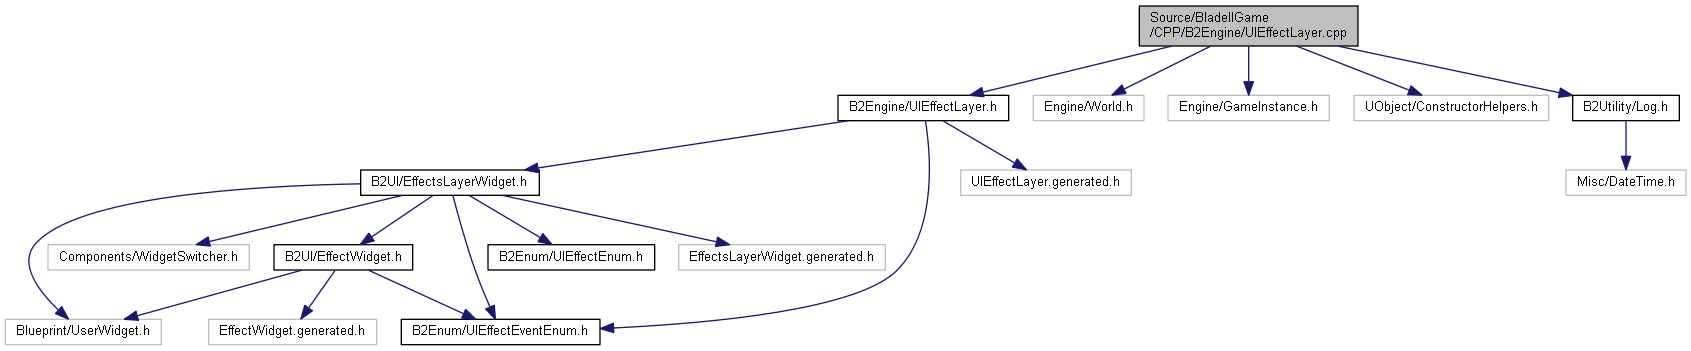 Source/BladeIIGame
/CPP/B2Engine/UIEffectLayer.cpp
B2Engine/UIEffectLayer.h
Engine/World.h
Engine/GameInstance.h
UObject/ConstructorHelpers.h
B2Utility/Log.h
B2UI/EffectsLayerWidget.h
UIEffectLayer.generated.h
Misc/DateTime.h
Components/WidgetSwitcher.h
B2UI/EffectWidget.h
B2Enum/UIEffectEnum.h
EffectsLayerWidget.generated.h
Blueprint/UserWidget.h
EffectWidget.generated.h
B2Enum/UIEffectEventEnum.h